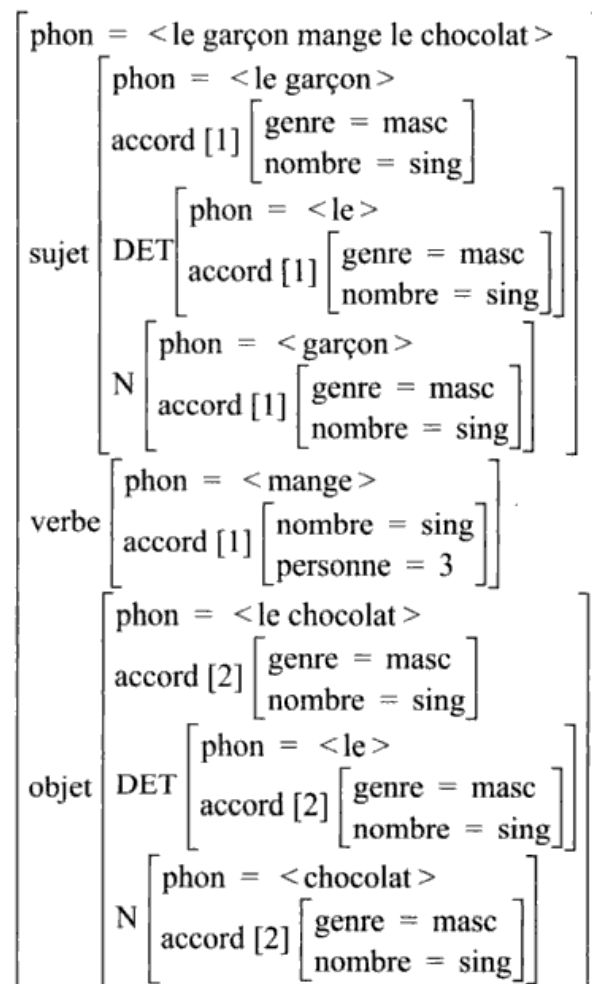 phon = <le garçon mange le chocolat>
phon = <le garçon>
accord [1] genre = masc
nombre = sing
sujet
DET phon = <le>
accord [1] genre = masc
nombre = sing
N phon = <garçon>
accord [1] genre = masc
nombre = sing
verbe phon = <mange>
accord [1] nombre = sing
personne = 3
phon = <le chocolat>
accord [2] genre = masc
nombre = sing
objet
DET phon = <le>
accord [2] genre = masc
nombre = sing
N phon = <chocolat>
accord [2] genre = masc
nombre = sing